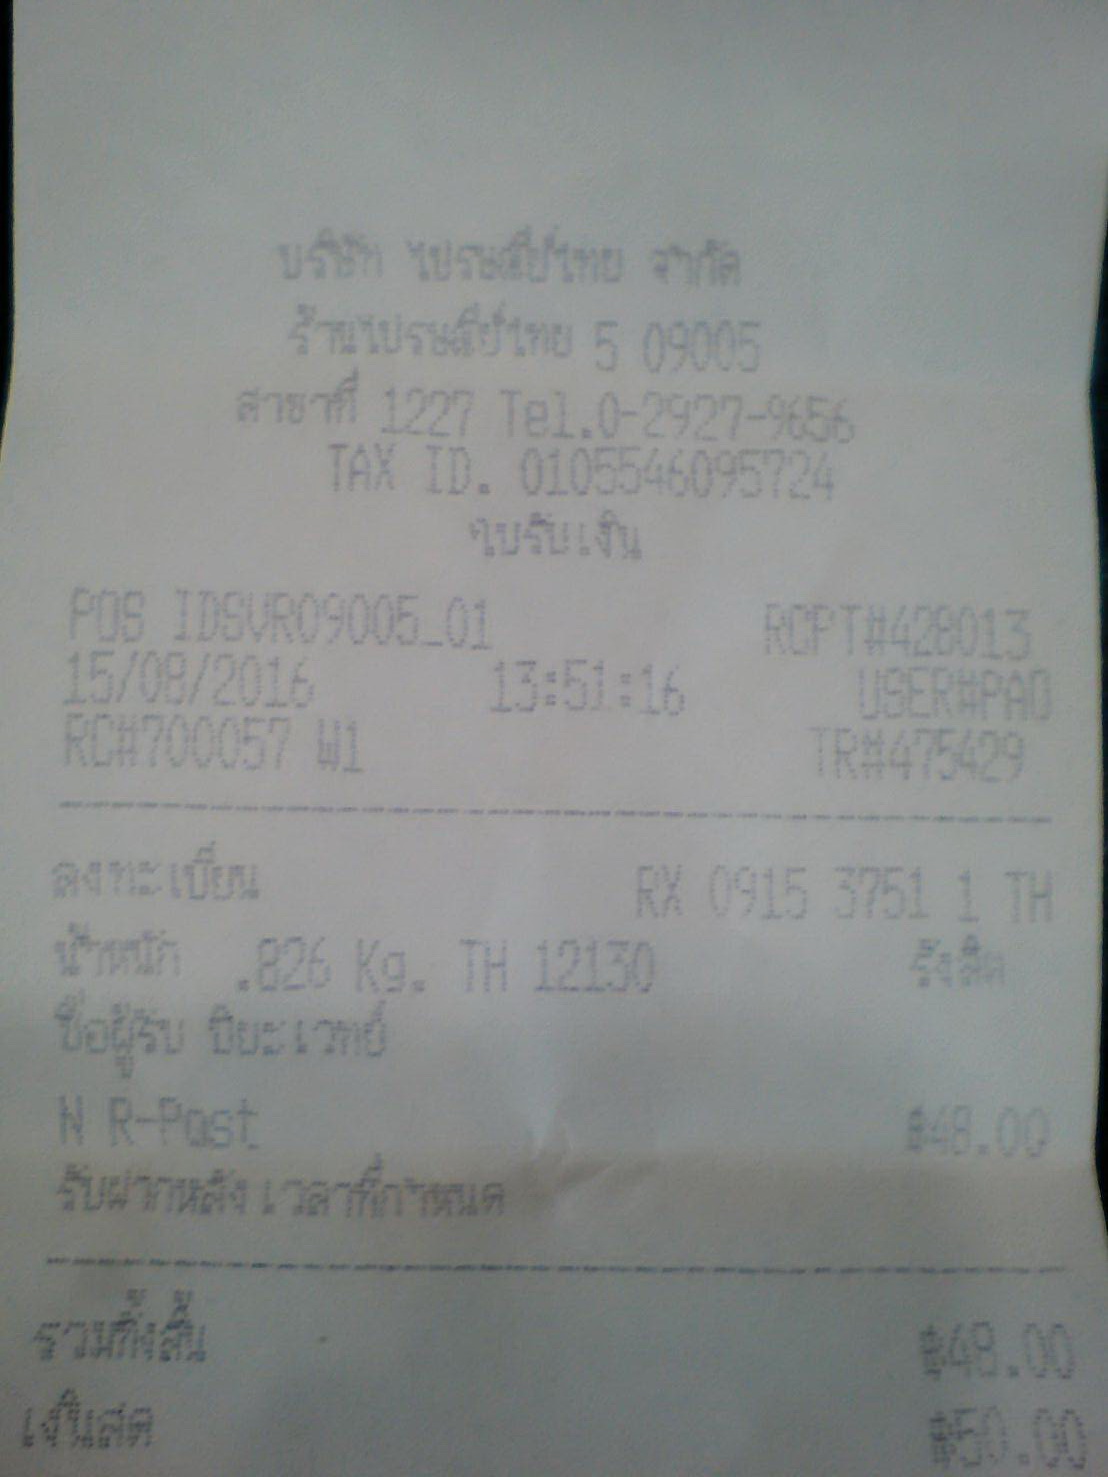 บริษัท ไปรษณีย์ไทย จำกัด
ร้านไปรษณีย์ไทย 5 09005
สาขาที่ 1227 Tel.0-2927-9656
TAX ID. 0105546095724
ใบรับเงิน
POS IDSVR09005_01 RCPT#428013
15/08/2016 13:51:16 USER#PAO
RC#700057 W1 TR#475429
ลงทะเบียน RX 0915 3751 1 TH
น้ำหนัก .826 Kg. TH 12130 รังสิต
ชื่อผู้รับ ปิยะเวทย์
N R-Post ฿48.00
รับฝากหลังเวลาที่กำหนด
รวมทั้งสิ้น ฿48.00
เงินสด ฿50.00